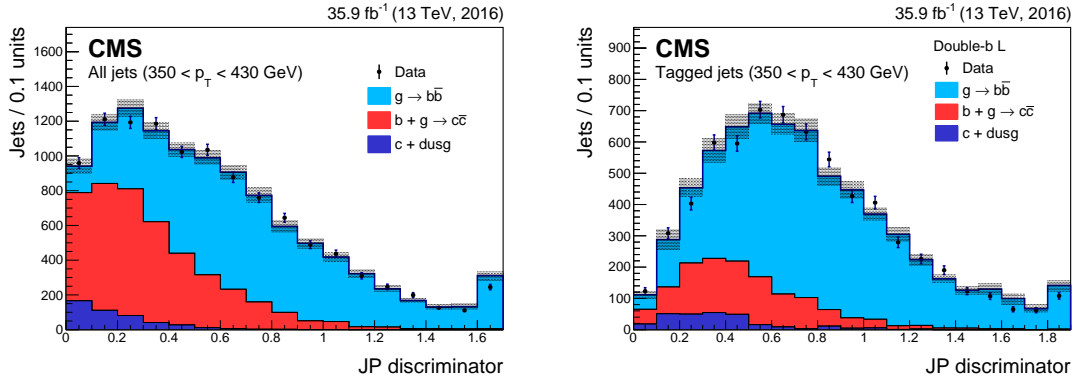 35.9 fb⁻¹ (13 TeV, 2016)
CMS
All jets (350 < p_T < 430 GeV)
Data
g → bb̅
b + g → cc̅
c + dusg
Jets / 0.1 units
1600
1400
1200
1000
800
600
400
200
0
0 0.2 0.4 0.6 0.8 1 1.2 1.4 1.6
JP discriminator
35.9 fb⁻¹ (13 TeV, 2016)
CMS
Double-b L
Tagged jets (350 < p_T < 430 GeV)
Data
g → bb̅
b + g → cc̅
c + dusg
Jets / 0.1 units
900
800
700
600
500
400
300
200
100
0
0 0.2 0.4 0.6 0.8 1 1.2 1.4 1.6 1.8
JP discriminator